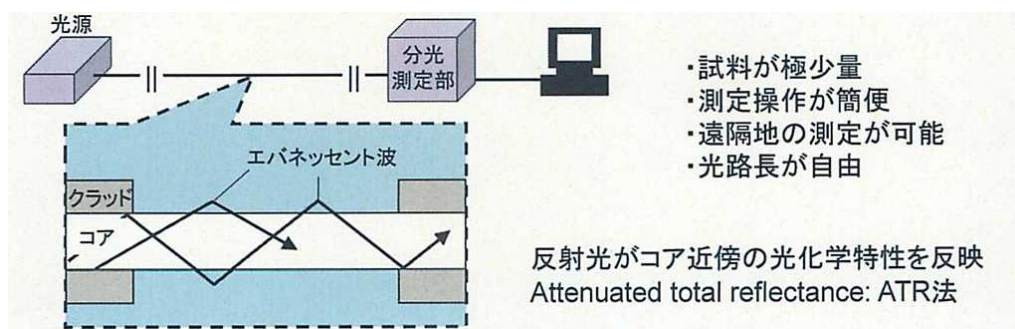 光源
分光
測定部
エバネッセント波
クラッド
コア
・試料が極少量
・測定操作が簡便
・遠隔地の測定が可能
・光路長が自由
反射光がコア近傍の光化学特性を反映
Attenuated total reflectance: ATR法